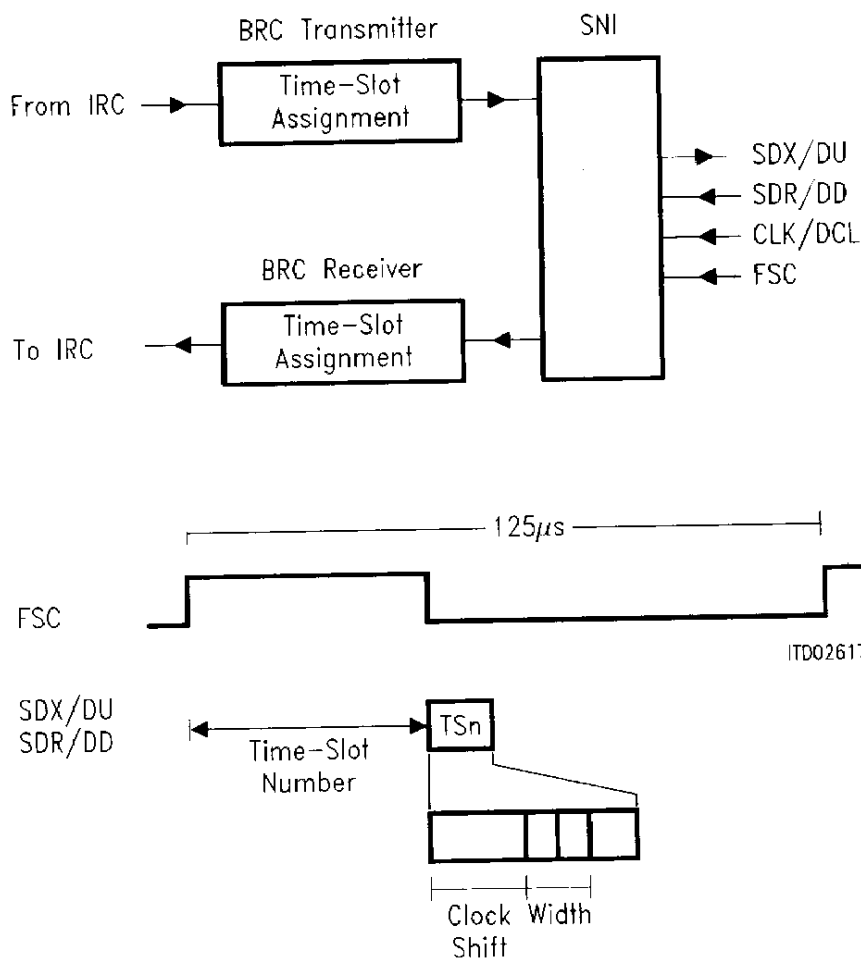 BRC Transmitter
SNI
From IRC
Time-Slot
Assignment
SDX/DU
SDR/DD
CLK/DCL
FSC
BRC Receiver
To IRC
Time-Slot
Assignment
125μs
FSC
ITD02617
SDX/DU
SDR/DD
TSn
Time-Slot
Number
Clock
Shift
Width